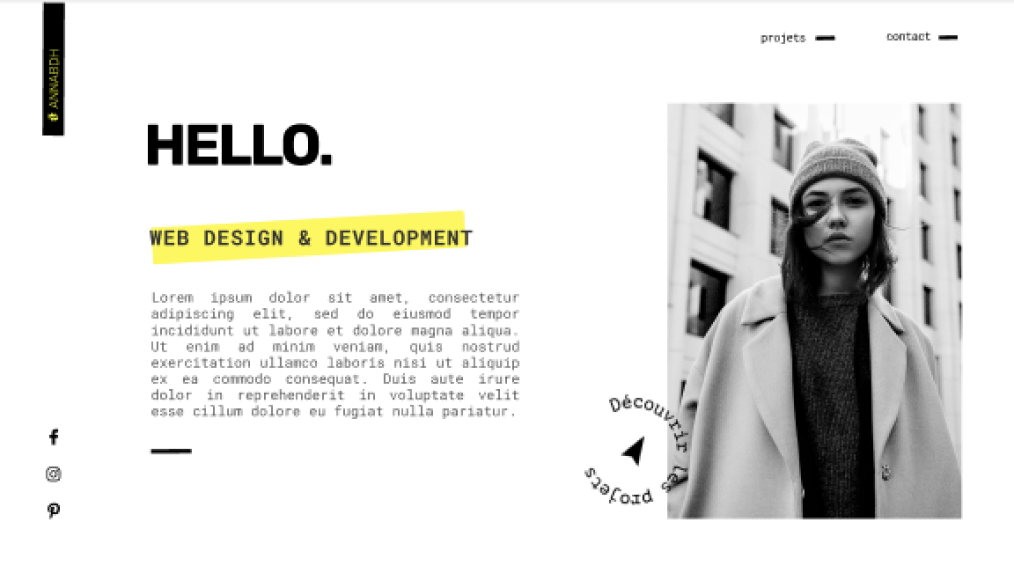 ANNABDH
projets
contact
HELLO.
WEB DESIGN & DEVELOPMENT
Lorem ipsum dolor sit amet, consectetur
adipiscing elit, sed do eiusmod tempor
incididunt ut labore et dolore magna aliqua.
Ut enim ad minim veniam, quis nostrud
exercitation ullamco laboris nisi ut aliquip
ex ea commodo consequat. Duis aute irure
dolor in reprehenderit in voluptate velit
esse cillum dolore eu fugiat nulla pariatur.
Découvrir les projets